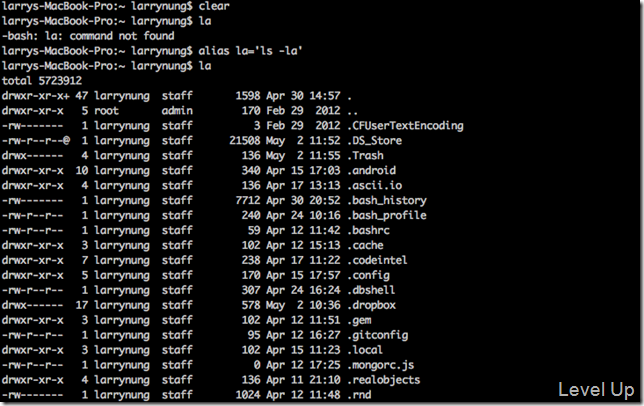 larrys-MacBook-Pro:~ larrynung$ clear
larrys-MacBook-Pro:~ larrynung$ la
-bash: la: command not found
larrys-MacBook-Pro:~ larrynung$ alias la='ls -la'
larrys-MacBook-Pro:~ larrynung$ la
total 5723912
drwxr-xr-x+ 47 larrynung staff 1598 Apr 30 14:57 .
drwxr-xr-x 5 root admin 170 Feb 29 2012 ..
-rw------- 1 larrynung staff 3 Feb 29 2012 .CFUserTextEncoding
-rw-r--r--@ 1 larrynung staff 21508 May 2 11:52 .DS_Store
drwx------ 4 larrynung staff 136 May 2 11:55 .Trash
drwxr-xr-x 10 larrynung staff 340 Apr 15 17:03 .android
drwxr-xr-x 4 larrynung staff 136 Apr 17 13:13 .ascii.io
-rw------- 1 larrynung staff 7712 Apr 30 20:52 .bash_history
-rw-r--r-- 1 larrynung staff 240 Apr 24 10:16 .bash_profile
-rw-r--r-- 1 larrynung staff 59 Apr 12 11:42 .bashrc
drwxr-xr-x 3 larrynung staff 102 Apr 12 15:13 .cache
drwxr-xr-x 7 larrynung staff 238 Apr 17 11:22 .codeintel
drwxr-xr-x 5 larrynung staff 170 Apr 15 17:57 .config
-rw-r--r-- 1 larrynung staff 307 Apr 24 16:24 .dbshell
drwx------ 17 larrynung staff 578 May 2 10:36 .dropbox
drwxr-xr-x 3 larrynung staff 102 Apr 12 11:51 .gem
-rw-r--r-- 1 larrynung staff 95 Apr 12 16:27 .gitconfig
drwxr-xr-x 3 larrynung staff 102 Apr 15 11:23 .local
-rw-r--r-- 1 larrynung staff 0 Apr 12 17:25 .mongorc.js
drwxr-xr-x 4 larrynung staff 136 Apr 11 21:10 .realobjects
-rw------- 1 larrynung staff 1024 Apr 12 11:48 .rnd
Level Up